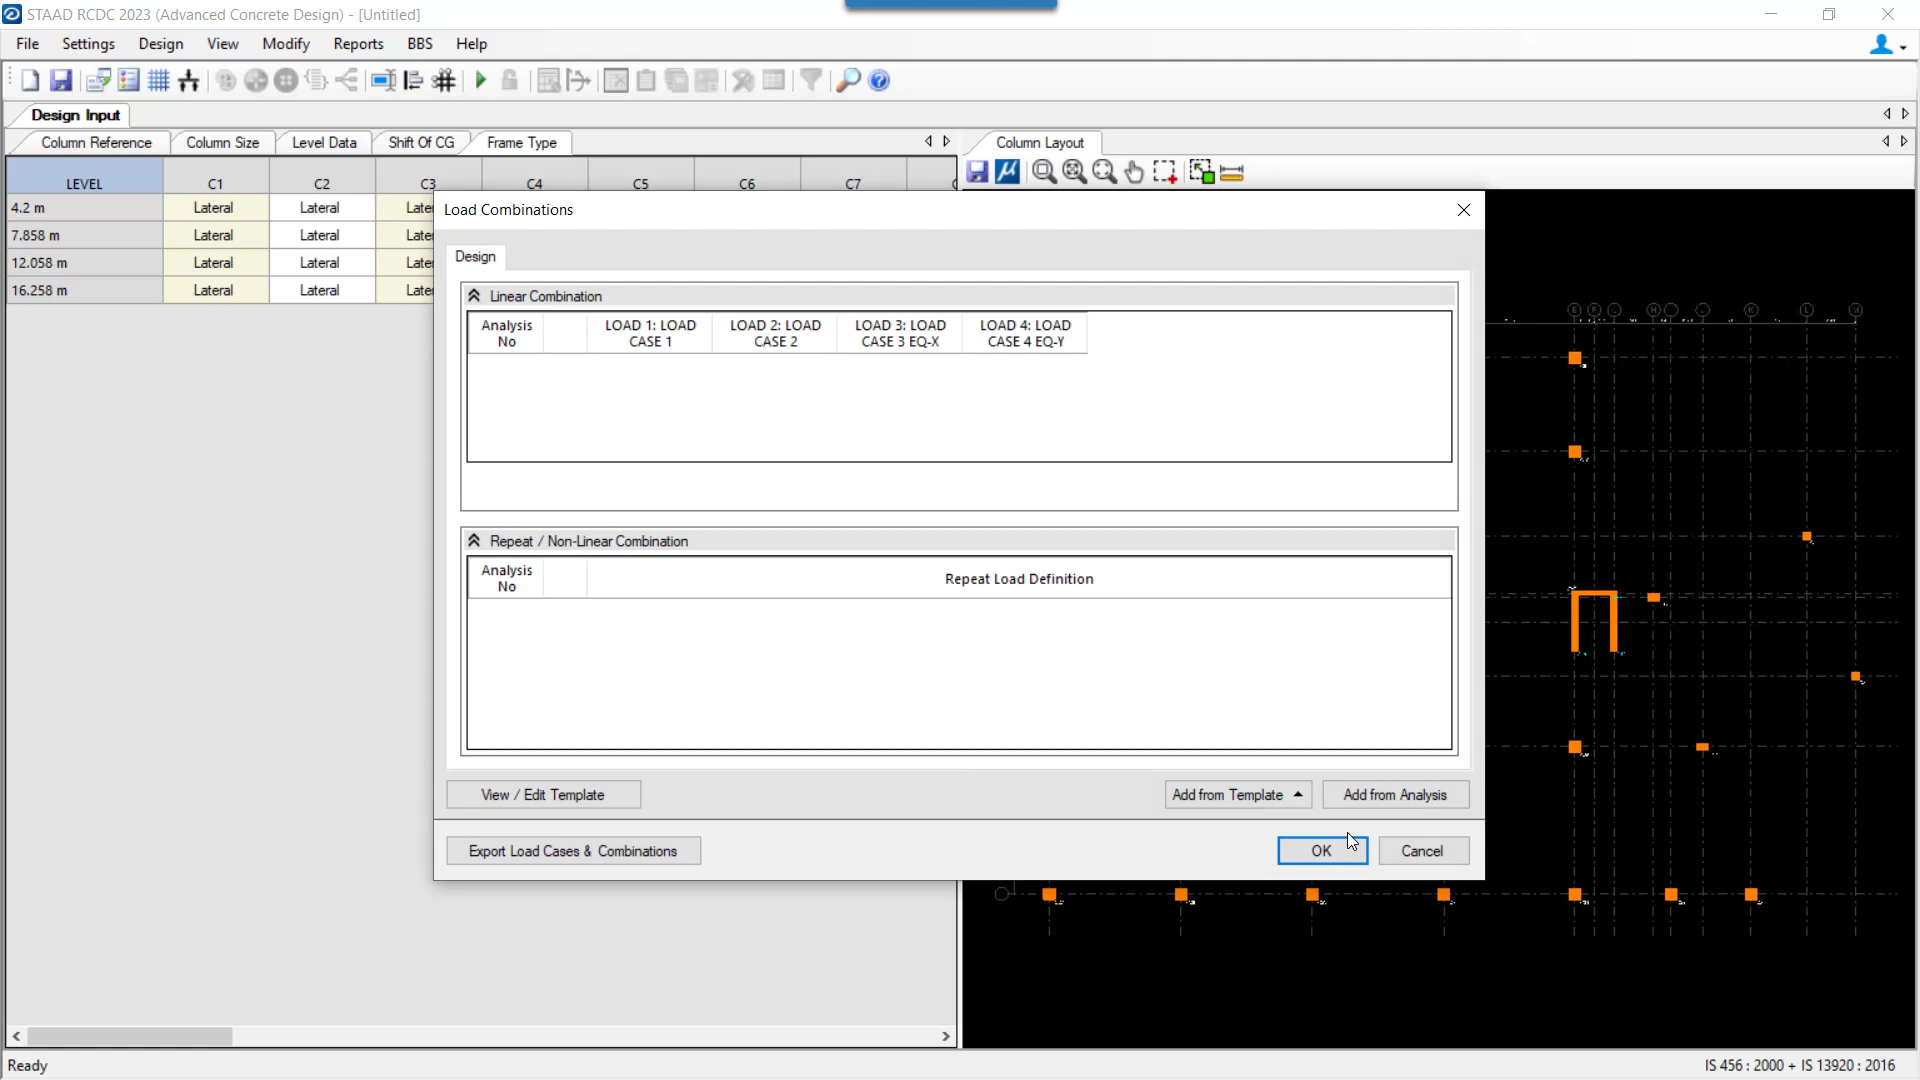 STAAD RCDC 2023 (Advanced Concrete Design) - [Untitled]
File Settings Design View Modify Reports BBS Help
Design Input
Column Reference Column Size Level Data Shift Of CG Frame Type
Column Layout
LEVEL C1 C2 C3 C4 C5 C6 C7
4.2 m Lateral Lateral
7.858 m Lateral Lateral
12.058 m Lateral Lateral
16.258 m Lateral Lateral
Load Combinations
Design
Linear Combination
Analysis No
LOAD 1: LOAD CASE 1
LOAD 2: LOAD CASE 2
LOAD 3: LOAD CASE 3 EQ-X
LOAD 4: LOAD CASE 4 EQ-Y
Repeat / Non-Linear Combination
Analysis No
Repeat Load Definition
View / Edit Template
Add from Template
Add from Analysis
Export Load Cases & Combinations
OK
Cancel
Ready
IS 456 : 2000 + IS 13920 : 2016